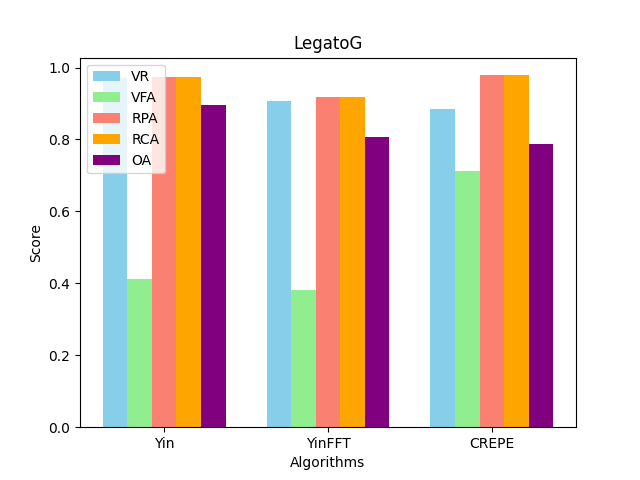 LegatoG
VR
VFA
RPA
RCA
OA
1.0
0.8
0.6
0.4
0.2
0.0
Score
Yin
YinFFT
CREPE
Algorithms